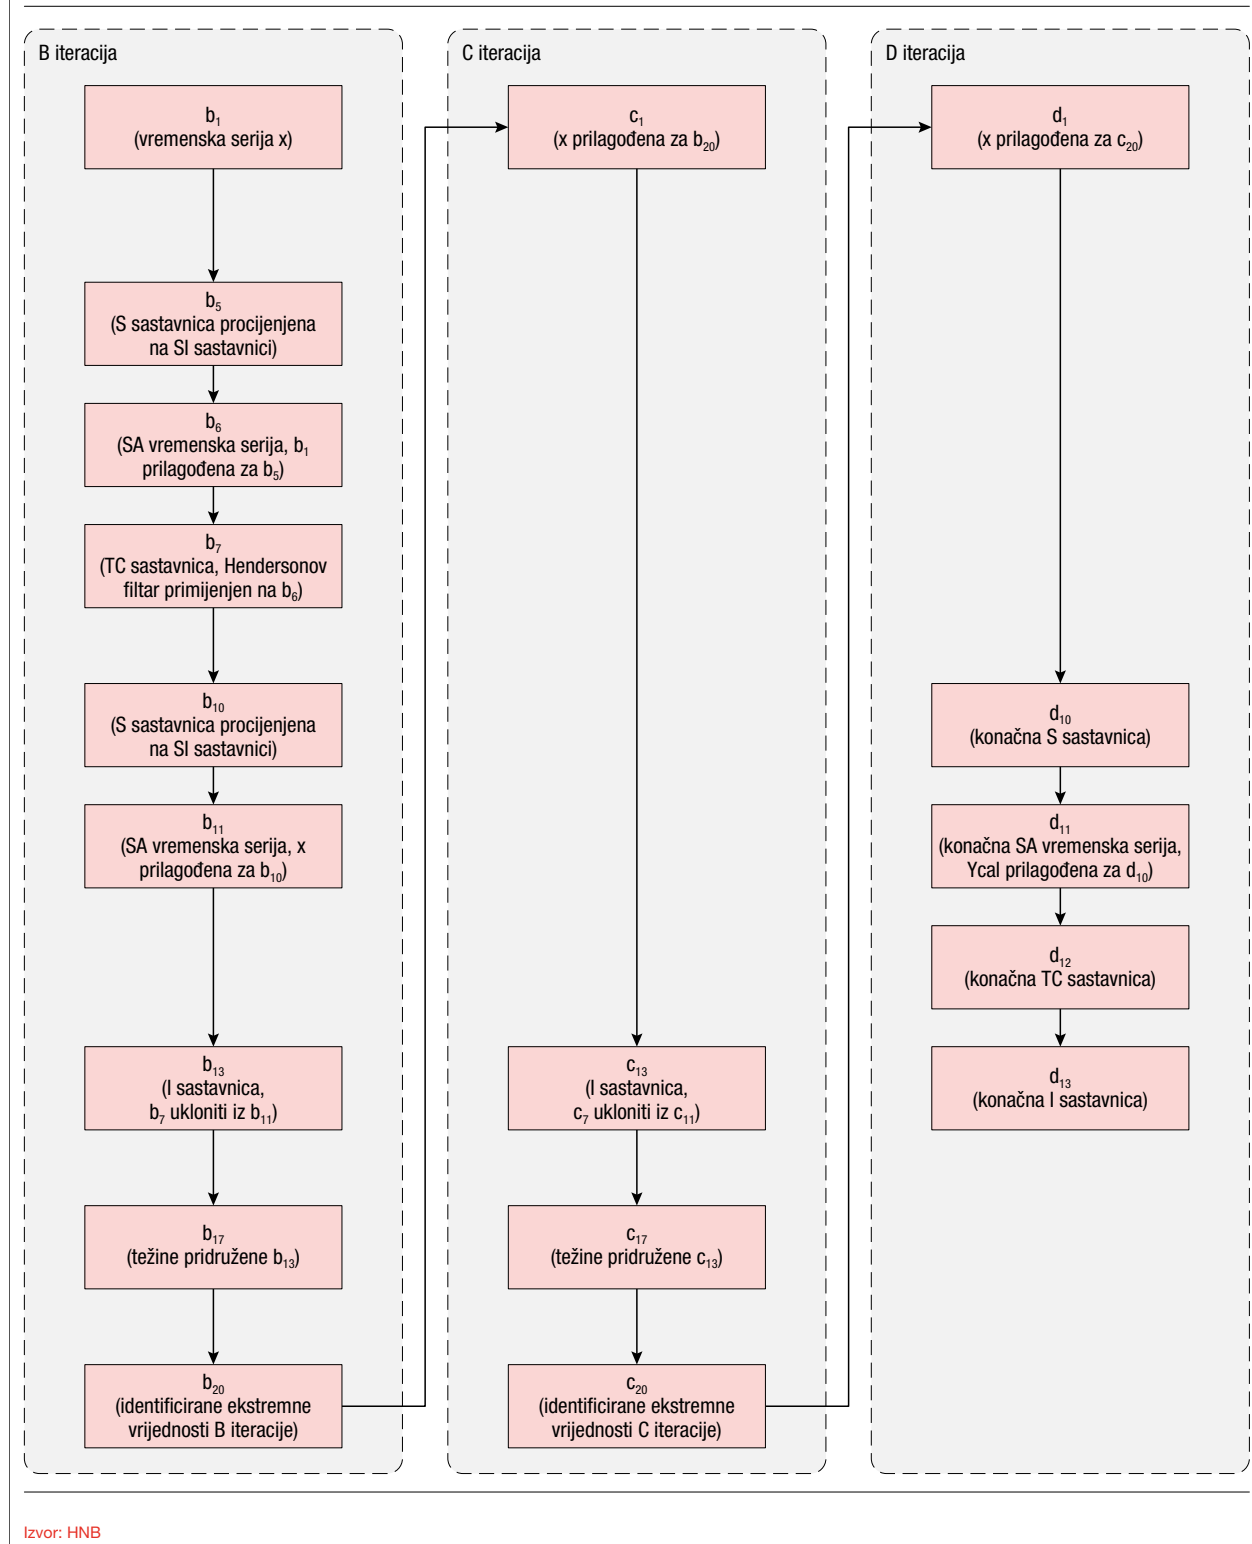 B iteracija
b₁
(vremenska serija x)
b₅
(S sastavnica procijenjena
na SI sastavnici)
b₆
(SA vremenska serija, b₁
prilagođena za b₅)
b₇
(TC sastavnica, Hendersonov
filtar primijenjen na b₆)
b₁₀
(S sastavnica procijenjena
na SI sastavnici)
b₁₁
(SA vremenska serija, x
prilagođena za b₁₀)
b₁₃
(I sastavnica,
b₇ ukloniti iz b₁₁)
b₁₇
(težine pridružene b₁₃)
b₂₀
(identificirane ekstremne
vrijednosti B iteracije)
C iteracija
c₁
(x prilagođena za b₂₀)
c₁₃
(I sastavnica,
c₇ ukloniti iz c₁₁)
c₁₇
(težine pridružene c₁₃)
c₂₀
(identificirane ekstremne
vrijednosti C iteracije)
D iteracija
d₁
(x prilagođena za c₂₀)
d₁₀
(konačna S sastavnica)
d₁₁
(konačna SA vremenska serija,
Ycal prilagođena za d₁₀)
d₁₂
(konačna TC sastavnica)
d₁₃
(konačna I sastavnica)
Izvor: HNB